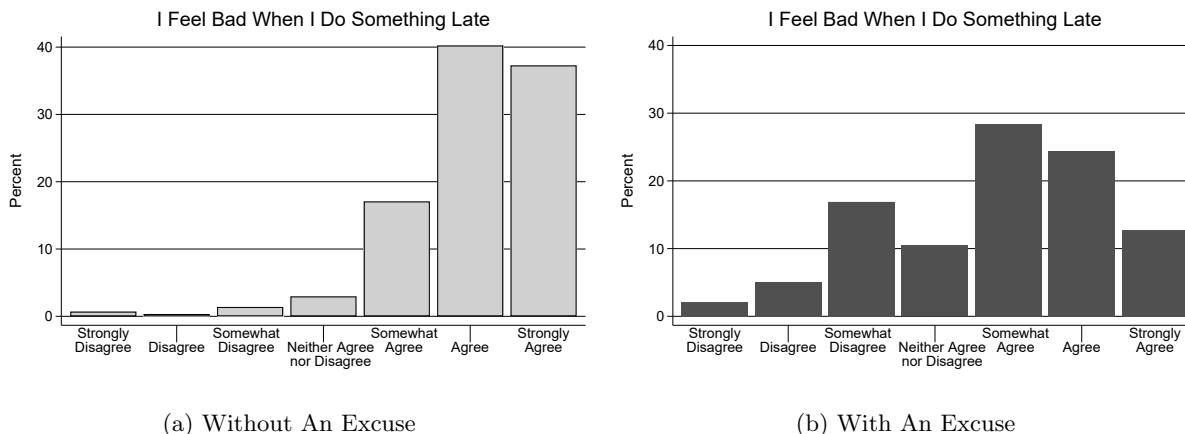 I Feel Bad When I Do Something Late
40
30
20
10
0
Percent
Strongly
Disagree
Disagree
Somewhat
Disagree
Neither Agree
nor Disagree
Somewhat
Agree
Agree
Strongly
Agree
(a) Without An Excuse
I Feel Bad When I Do Something Late
40
30
20
10
0
Percent
Strongly
Disagree
Disagree
Somewhat
Disagree
Neither Agree
nor Disagree
Somewhat
Agree
Agree
Strongly
Agree
(b) With An Excuse